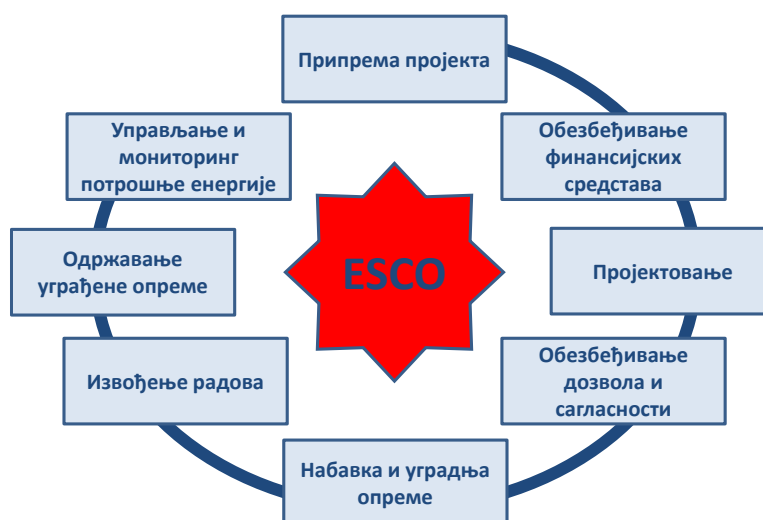 Припрема пројекта
Обезбеђивање
финансијских
средстава
Пројектовање
Обезбеђивање
дозвола и
сагласности
Набавка и уградња
опреме
Извођење радова
Одржавање
уграђене опреме
Управљање и
мониторинг
потрошње енергије
ESCO